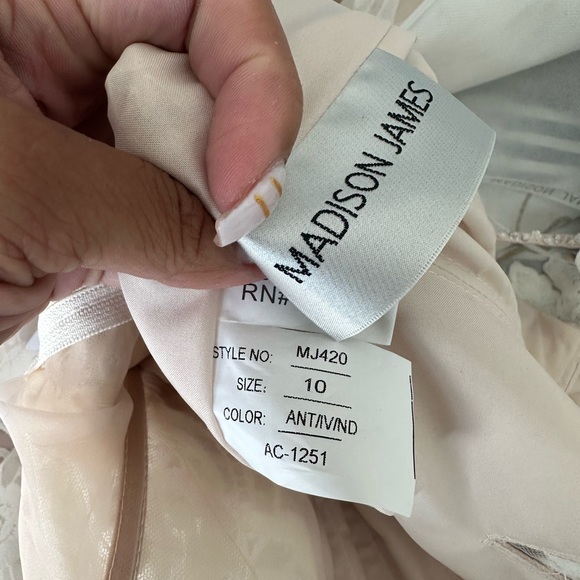 MADISON JAMES
RN#
STYLE NO: MJ420
SIZE: 10
COLOR: ANT/IV/ND
AC-1251